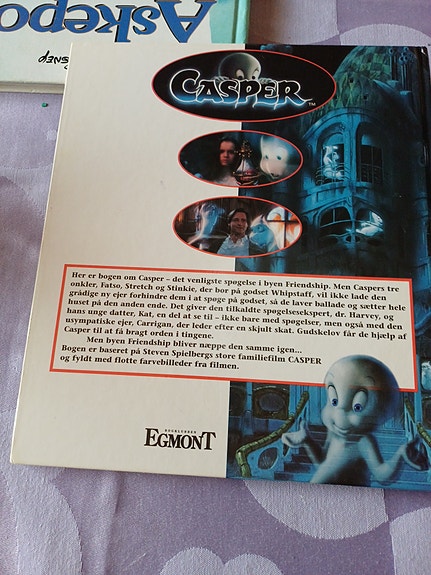 Askepo
DISNEY
CASPER™
Her er bogen om Casper – det venligste spøgelse i byen Friendship. Men Caspers tre
onkler, Fatso, Stretch og Stinkie, der bor på godset Whipstaff, vil ikke lade den
grådige ny ejer forhindre dem i at spøge på godset, så de laver ballade og sætter hele
huset på den anden ende. Det giver den tilkaldte spøgelsesekspert, dr. Harvey, og
hans unge datter, Kat, en del at se til – ikke bare med spøgelser, men også med den
usympatiske ejer, Carrigan, der leder efter en skjult skat. Gudskelov får de hjælp af
Casper til at få bragt orden i tingene.
Men byen Friendship bliver næppe den samme igen...
Bogen er baseret på Steven Spielbergs store familiefilm CASPER
og fyldt med flotte farvebilleder fra filmen.
BOGKLUBBEN
EGMONT